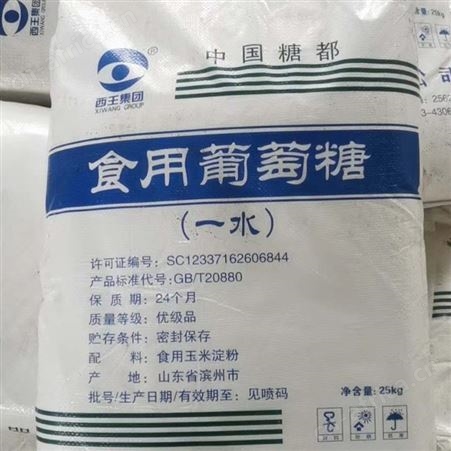 中国糖都
西王集团
XIWANG GROUP
食用葡萄糖
（一水）
许可证编号：SC12337162606844
产品标准代号：GB/T20880
保质期：24个月
质量等级：优级品
贮存条件：密封保存
配料：食用玉米淀粉
产地：山东省滨州市
批号/生产日期/有效期至：见喷码
净含量：25kg